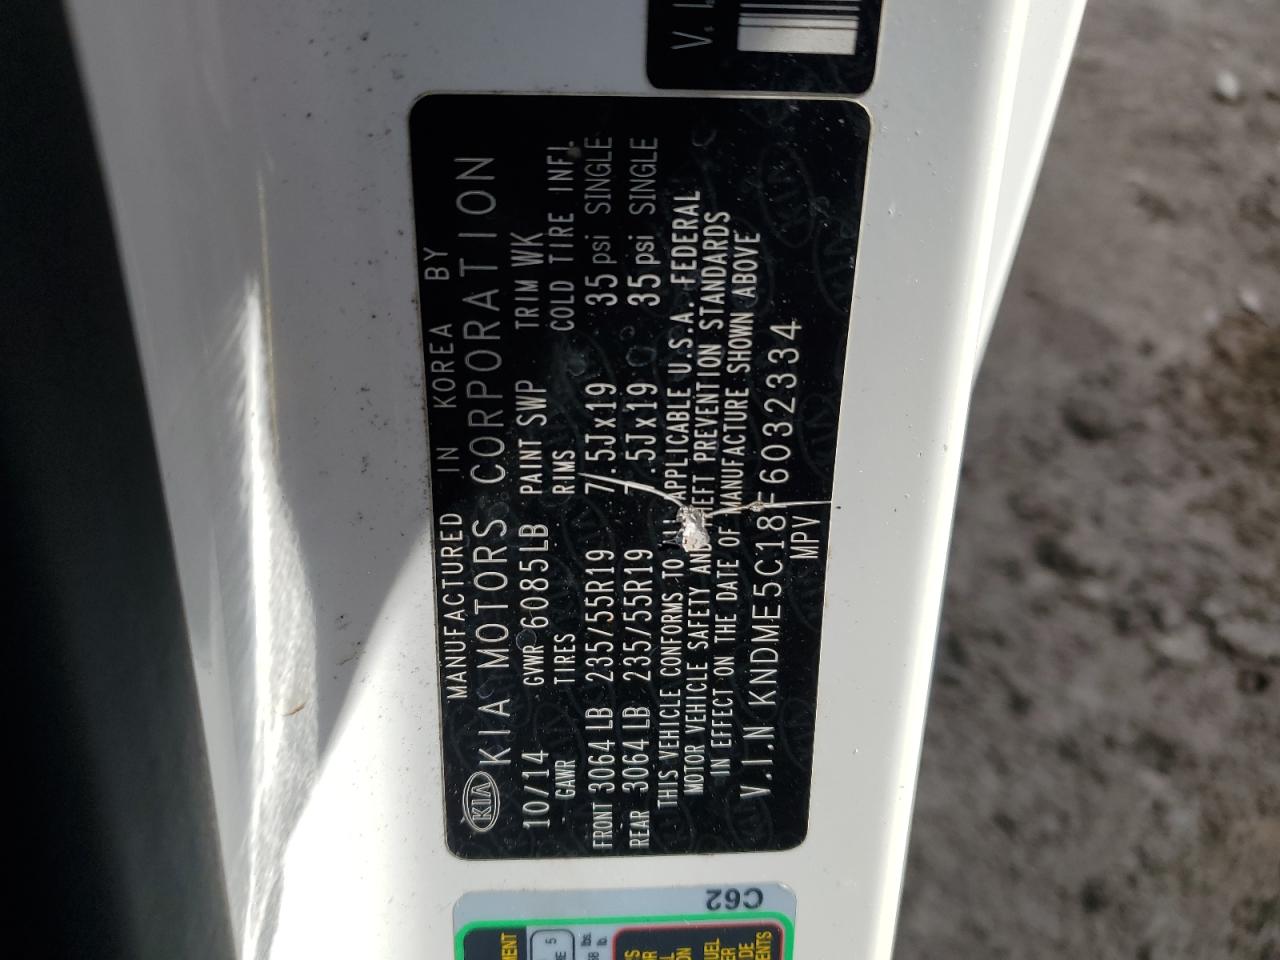 V.I.
MANUFACTURED IN KOREA BY
KIA KIA MOTORS CORPORATION
10/14 GVWR 6085LB PAINT SWP TRIM WK
GAWR TIRES RIMS COLD TIRE INFL
FRONT 3064 LB 235/55R19 7.5Jx19 35 psi SINGLE
REAR 3064 LB 235/55R19 7.5Jx19 35 psi SINGLE
THIS VEHICLE CONFORMS TO ALL APPLICABLE U.S.A. FEDERAL
MOTOR VEHICLE SAFETY AND THEFT PREVENTION STANDARDS
IN EFFECT ON THE DATE OF MANUFACTURE SHOWN ABOVE
V.I.N KNDME5C18F6032334
MPV
C62